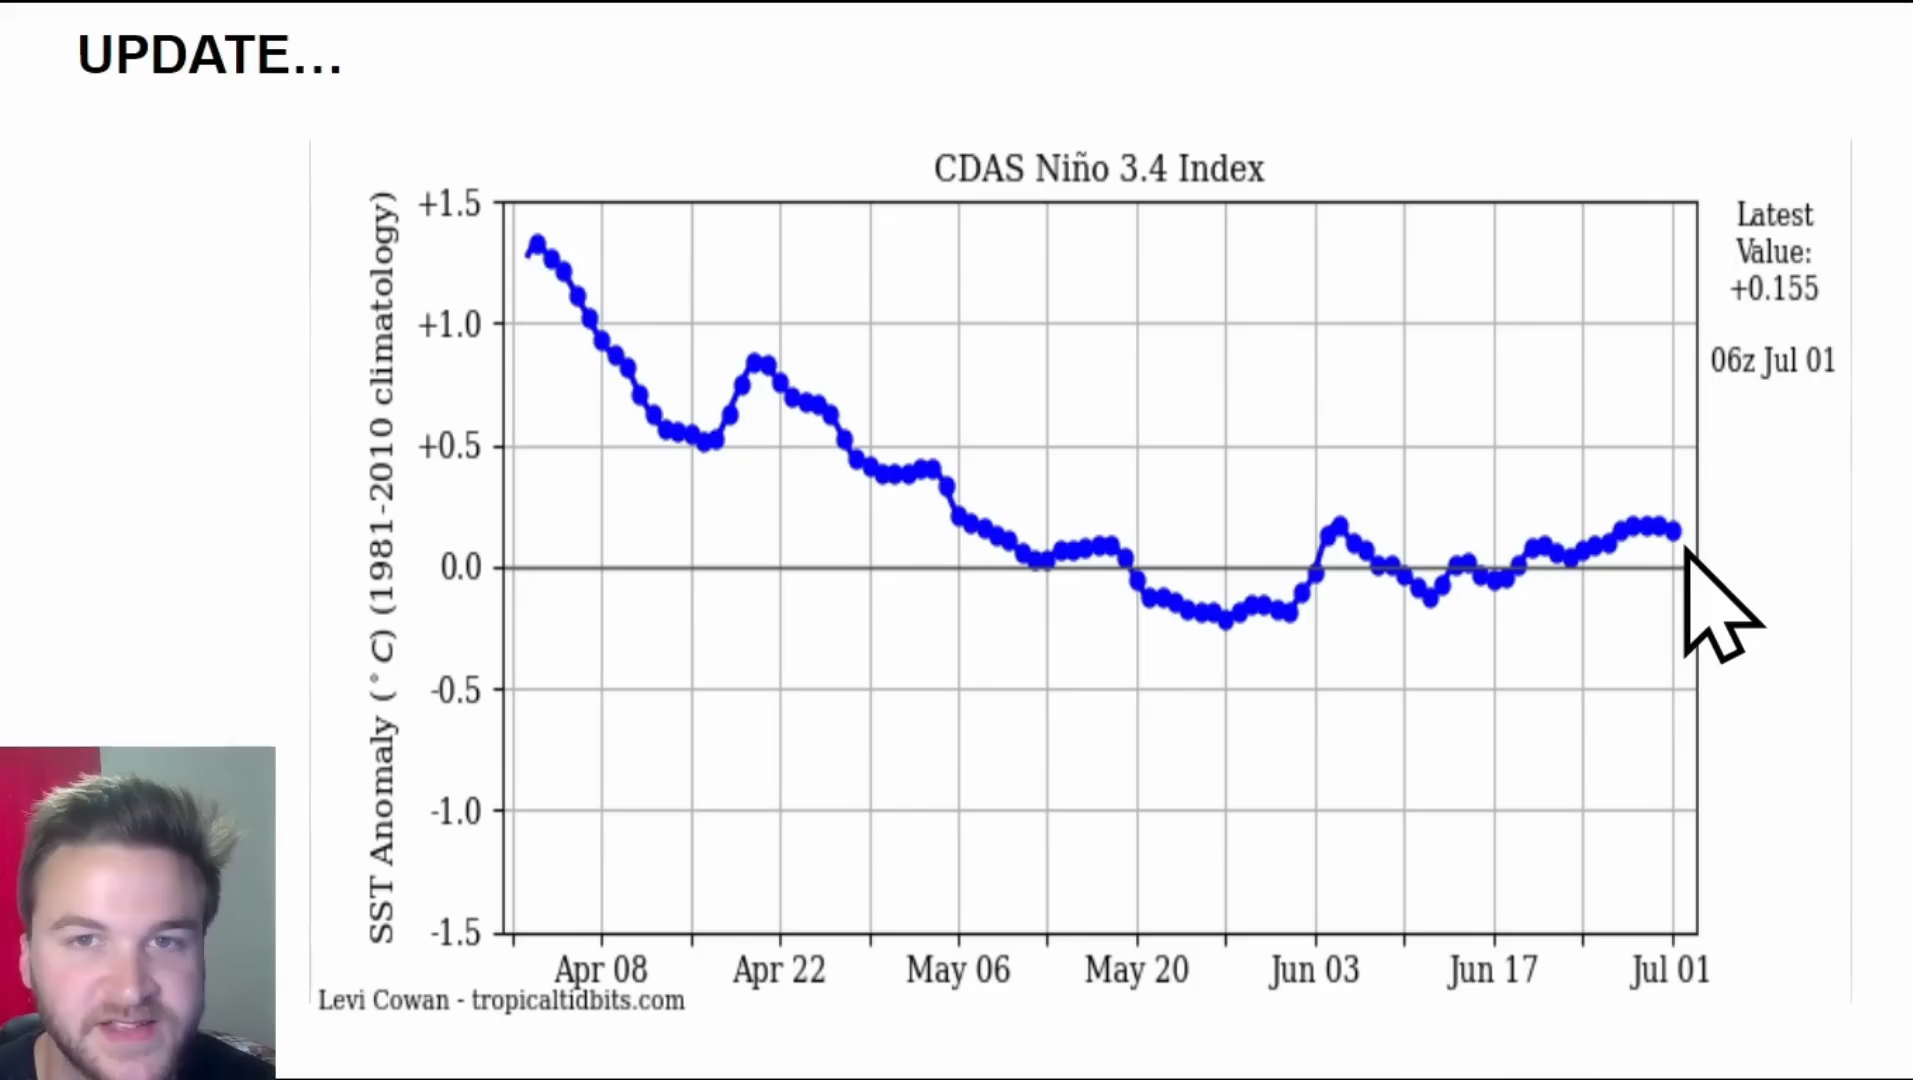 UPDATE...
CDAS Niño 3.4 Index
SST Anomaly (°C) (1981-2010 climatology)
+1.5
+1.0
+0.5
0.0
-0.5
-1.0
-1.5
Apr 08
Apr 22
May 06
May 20
Jun 03
Jun 17
Jul 01
Latest
Value:
+0.155
06z Jul 01
Levi Cowan - tropicaltidbits.com